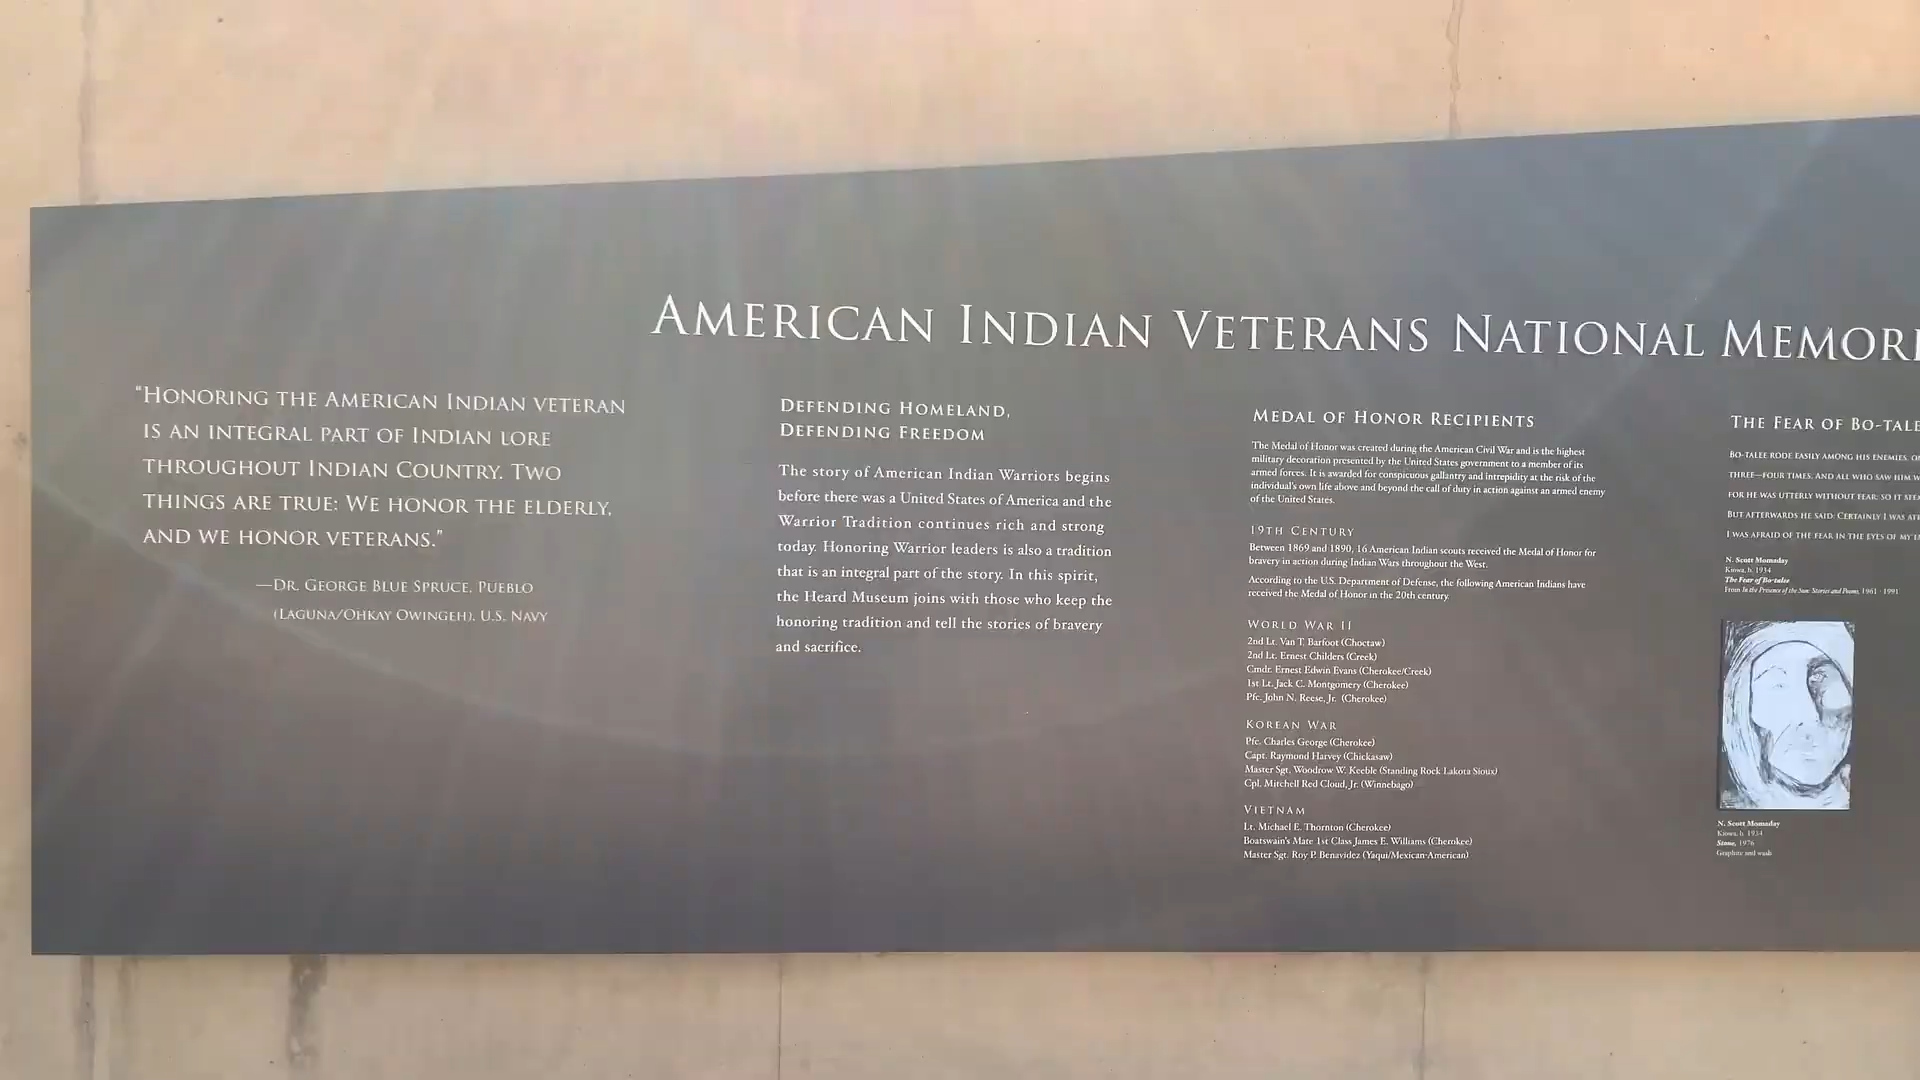 AMERICAN INDIAN VETERANS NATIONAL
“HONORING THE AMERICAN INDIAN VETERAN
IS AN INTEGRAL PART OF INDIAN LORE
THROUGHOUT INDIAN COUNTRY. TWO
THINGS ARE TRUE: WE HONOR THE ELDERLY,
AND WE HONOR VETERANS.”
—DR. GEORGE BLUE SPRUCE, PUEBLO
(LAGUNA/OHKAY OWINGEH), U.S. NAVY
DEFENDING HOMELAND,
DEFENDING FREEDOM
The story of American Indian Warriors begins
before there was a United States of America and the
Warrior Tradition continues rich and strong
today. Honoring Warrior leaders is also a tradition
that is an integral part of the story. In this spirit,
the Heard Museum joins with those who keep the
honoring tradition and tell the stories of bravery
and sacrifice.
MEDAL OF HONOR RECIPIENTS
The Medal of Honor was created during the American Civil War and is the highest
military decoration presented by the United States government to a member of its
armed forces. It is awarded for conspicuous gallantry and intrepidity at the risk of the
individual's own life above and beyond the call of duty in action against an armed enemy
of the United States.
19TH CENTURY
Between 1869 and 1890, 16 American Indian scouts received the Medal of Honor for
bravery in action during Indian Wars throughout the West.
According to the U.S. Department of Defense, the following American Indians have
received the Medal of Honor in the 20th century.
WORLD WAR II
2nd Lt. Van T. Barfoot (Choctaw)
2nd Lt. Ernest Childers (Creek)
Cmdr. Ernest Edwin Evans (Cherokee/Creek)
1st Lt. Jack C. Montgomery (Cherokee)
Pfc. John N. Reese, Jr. (Cherokee)
KOREAN WAR
Pfc. Charles George (Cherokee)
Capt. Raymond Harvey (Chickasaw)
Master Sgt. Woodrow W. Keeble (Standing Rock Lakota Sioux)
Cpl. Mitchell Red Cloud, Jr. (Winnebago)
VIETNAM
Lt. Michael E. Thornton (Cherokee)
Boatswain's Mate 1st Class James E. Williams (Cherokee)
Master Sgt. Roy P. Benavidez (Yaqui/Mexican-American)
THE FEAR OF BO-TALE
BO-TALEE RODE EASILY AMONG HIS ENEMIES,
THREE—FOUR TIMES. AND ALL WHO SAW HIM
FOR HE WAS UTTERLY WITHOUT FEAR; SO IT
BUT AFTERWARDS HE SAID: CERTAINLY I WAS
I WAS AFRAID OF THE FEAR IN THE EYES OF MY
N. Scott Momaday
Kiowa, b. 1934
The Fear of Bo-talee
From In the Presence of the Sun: Stories and Poems, 1961 - 1991
N. Scott Momaday
Kiowa, b. 1934
Stone, 1976
Graphite and wash